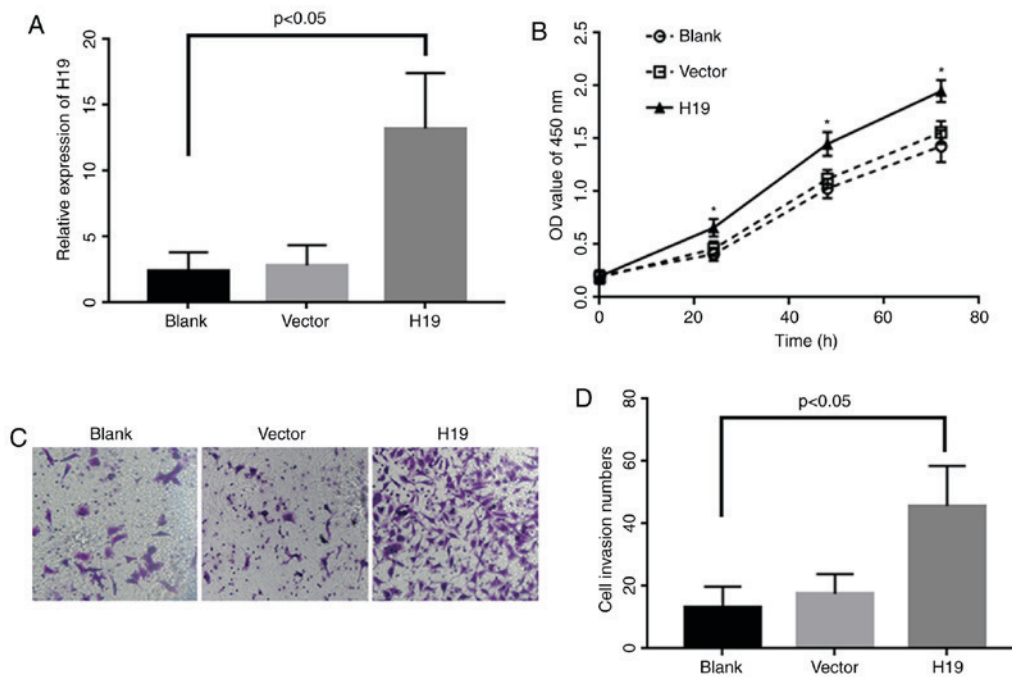 A
p<0.05
Relative expression of H19
20
15
10
5
0
Blank
Vector
H19
B
Blank
Vector
H19
OD value of 450 nm
2.5
2.0
1.5
1.0
0.5
0.0
*
*
*
0
20
40
60
80
Time (h)
C
Blank
Vector
H19
D
p<0.05
Cell invasion numbers
80
60
40
20
0
Blank
Vector
H19